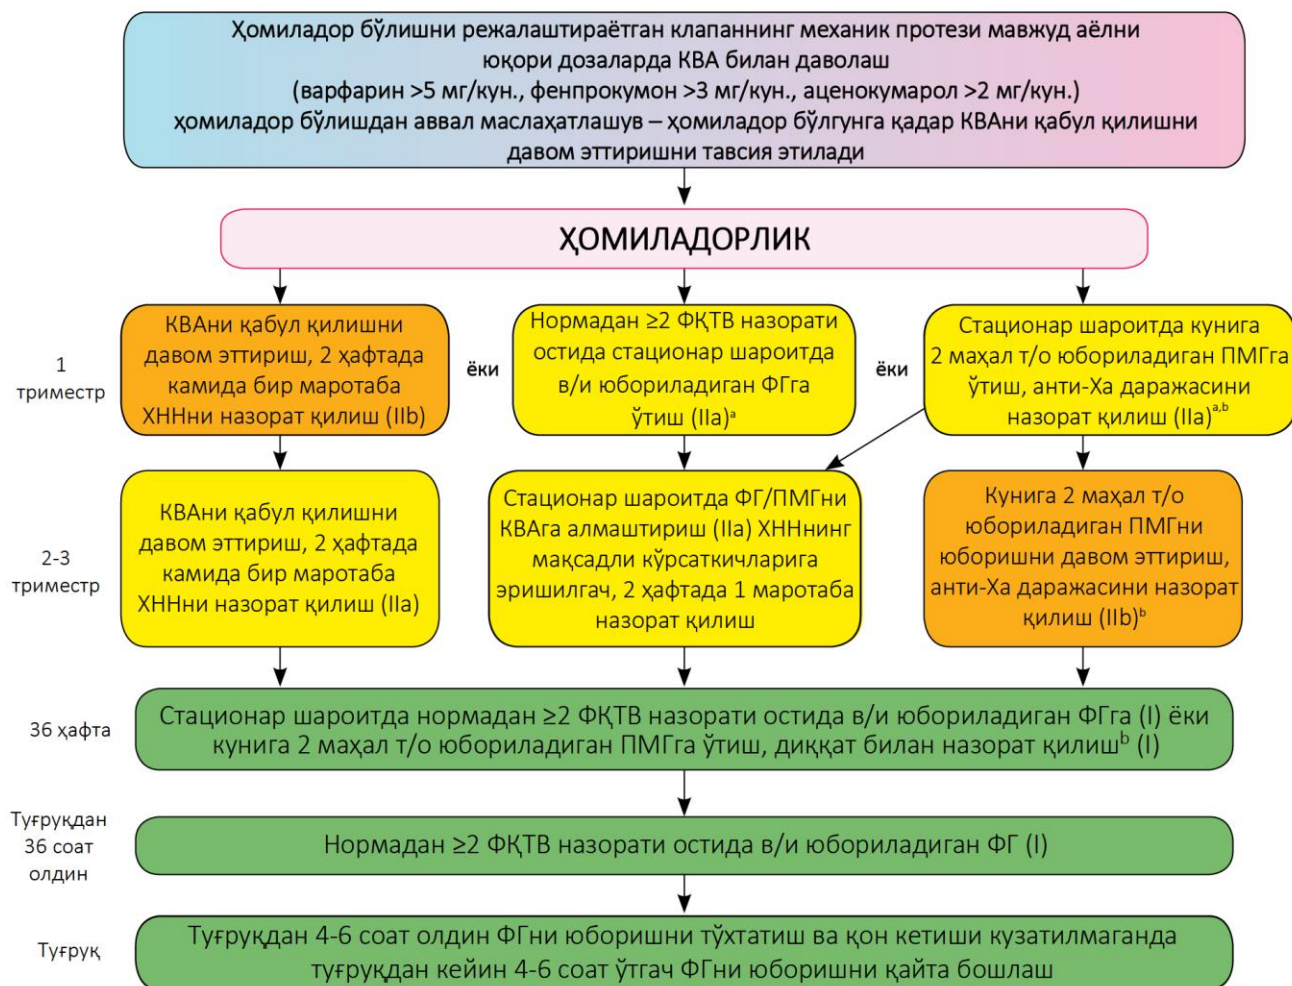 Ҳомиладор бўлишни режалаштираётган клапаннинг механик протези мавжуд аёлни
юқори дозаларда КВА билан даволаш
(варфарин >5 мг/кун., фенпрокумон >3 мг/кун., аценокумарол >2 мг/кун.)
ҳомиладор бўлишдан аввал маслаҳатлашув – ҳомиладор бўлгунга қадар КВАни қабул қилишни
давом эттиришни тавсия этилади
ҲОМИЛАДОРЛИК
1
триместр
КВАни қабул қилишни
давом эттириш, 2 ҳафтада
камида бир маротаба
ХННни назорат қилиш (IIb)
ёки
Нормадан ≥2 ФҚТВ назорати
остида стационар шароитда
в/и юбориладиган ФГга
ўтиш (IIa)ᵃ
ёки
Стационар шароитда кунига
2 маҳал т/о юбориладиган ПМГга
ўтиш, анти-Ха даражасини
назорат қилиш (IIa)ᵃ,ᵇ
2-3
триместр
КВАни қабул қилишни
давом эттириш, 2 ҳафтада
камида бир маротаба
ХННни назорат қилиш (IIa)
Стационар шароитда ФГ/ПМГни
КВАга алмаштириш (IIa) ХННнинг
мақсадли кўрсаткичларига
эришилгач, 2 ҳафтада 1 маротаба
назорат қилиш
Кунига 2 маҳал т/о
юбориладиган ПМГни
юборишни давом эттириш,
анти-Ха даражасини назорат
қилиш (IIb)ᵇ
36 ҳафта
Стационар шароитда нормадан ≥2 ФҚТВ назорати остида в/и юбориладиган ФГга (I) ёки
кунига 2 маҳал т/о юбориладиган ПМГга ўтиш, диққат билан назорат қилишᵇ (I)
Туғруқдан
36 соат
олдин
Нормадан ≥2 ФҚТВ назорати остида в/и юбориладиган ФГ (I)
Туғруқ
Туғруқдан 4-6 соат олдин ФГни юборишни тўхтатиш ва қон кетиши кузатилмаганда
туғруқдан кейин 4-6 соат ўтгач ФГни юборишни қайта бошлаш